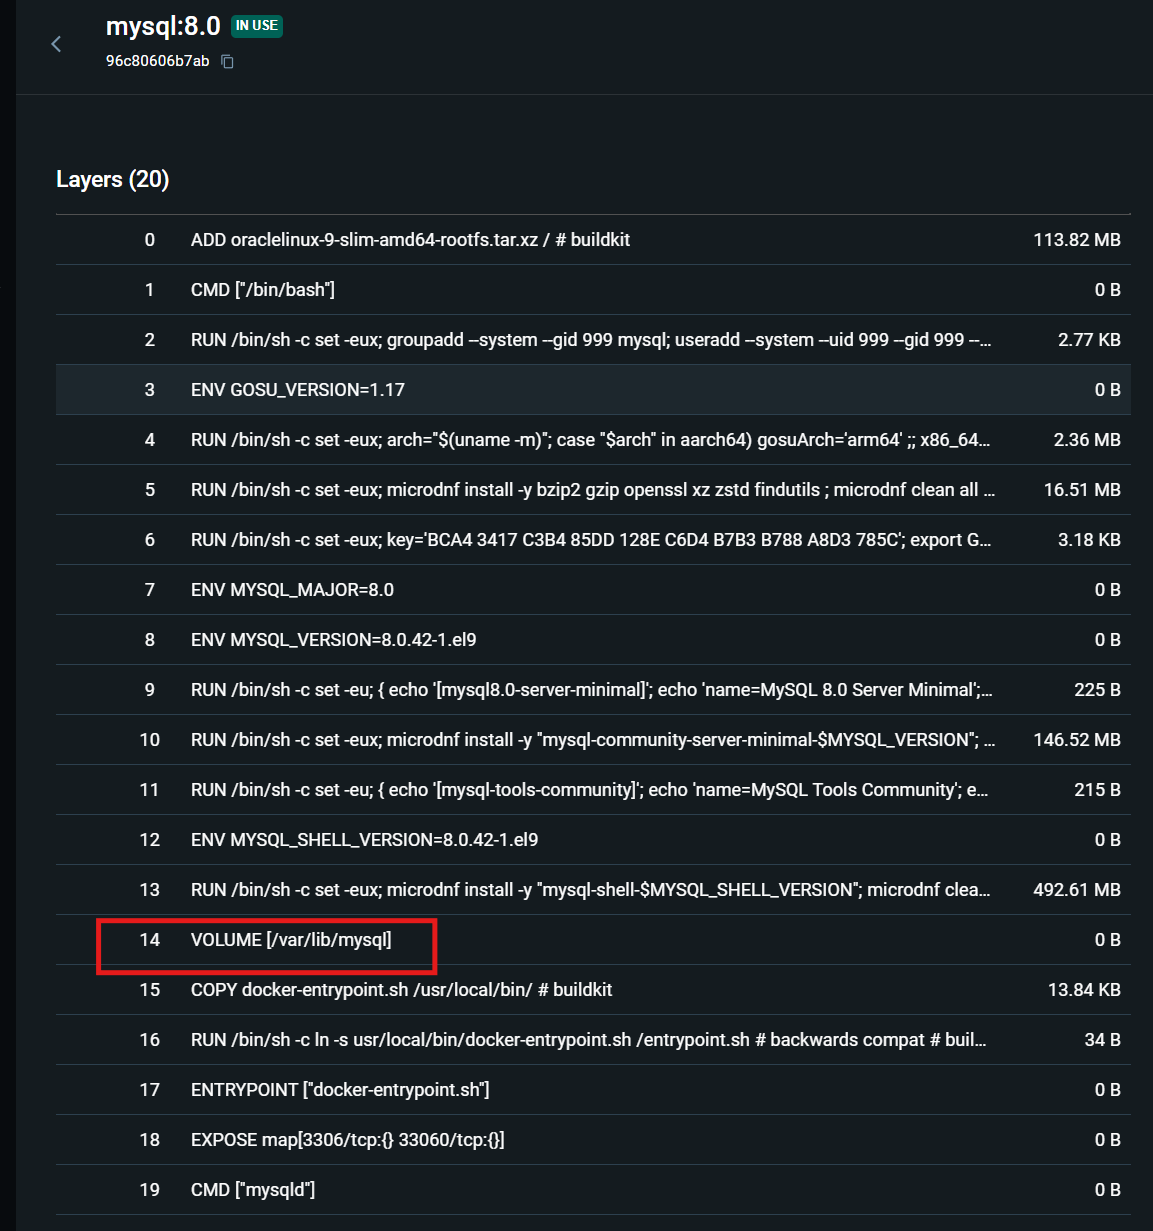 mysql:8.0 IN USE
96c80606b7ab
Layers (20)
0 ADD oraclelinux-9-slim-amd64-rootfs.tar.xz / # buildkit 113.82 MB
1 CMD ["/bin/bash"] 0 B
2 RUN /bin/sh -c set -eux; groupadd --system --gid 999 mysql; useradd --system --uid 999 --gid 999 --... 2.77 KB
3 ENV GOSU_VERSION=1.17 0 B
4 RUN /bin/sh -c set -eux; arch="$(uname -m)"; case "$arch" in aarch64) gosuArch='arm64' ;; x86_64... 2.36 MB
5 RUN /bin/sh -c set -eux; microdnf install -y bzip2 gzip openssl xz zstd findutils ; microdnf clean all ... 16.51 MB
6 RUN /bin/sh -c set -eux; key='BCA4 3417 C3B4 85DD 128E C6D4 B7B3 B788 A8D3 785C'; export G... 3.18 KB
7 ENV MYSQL_MAJOR=8.0 0 B
8 ENV MYSQL_VERSION=8.0.42-1.el9 0 B
9 RUN /bin/sh -c set -eu; { echo '[mysql8.0-server-minimal]'; echo 'name=MySQL 8.0 Server Minimal';... 225 B
10 RUN /bin/sh -c set -eux; microdnf install -y "mysql-community-server-minimal-$MYSQL_VERSION"; ... 146.52 MB
11 RUN /bin/sh -c set -eu; { echo '[mysql-tools-community]'; echo 'name=MySQL Tools Community'; e... 215 B
12 ENV MYSQL_SHELL_VERSION=8.0.42-1.el9 0 B
13 RUN /bin/sh -c set -eux; microdnf install -y "mysql-shell-$MYSQL_SHELL_VERSION"; microdnf clea... 492.61 MB
14 VOLUME [/var/lib/mysql] 0 B
15 COPY docker-entrypoint.sh /usr/local/bin/ # buildkit 13.84 KB
16 RUN /bin/sh -c ln -s usr/local/bin/docker-entrypoint.sh /entrypoint.sh # backwards compat # buil... 34 B
17 ENTRYPOINT ["docker-entrypoint.sh"] 0 B
18 EXPOSE map[3306/tcp:{} 33060/tcp:{}] 0 B
19 CMD ["mysqld"] 0 B